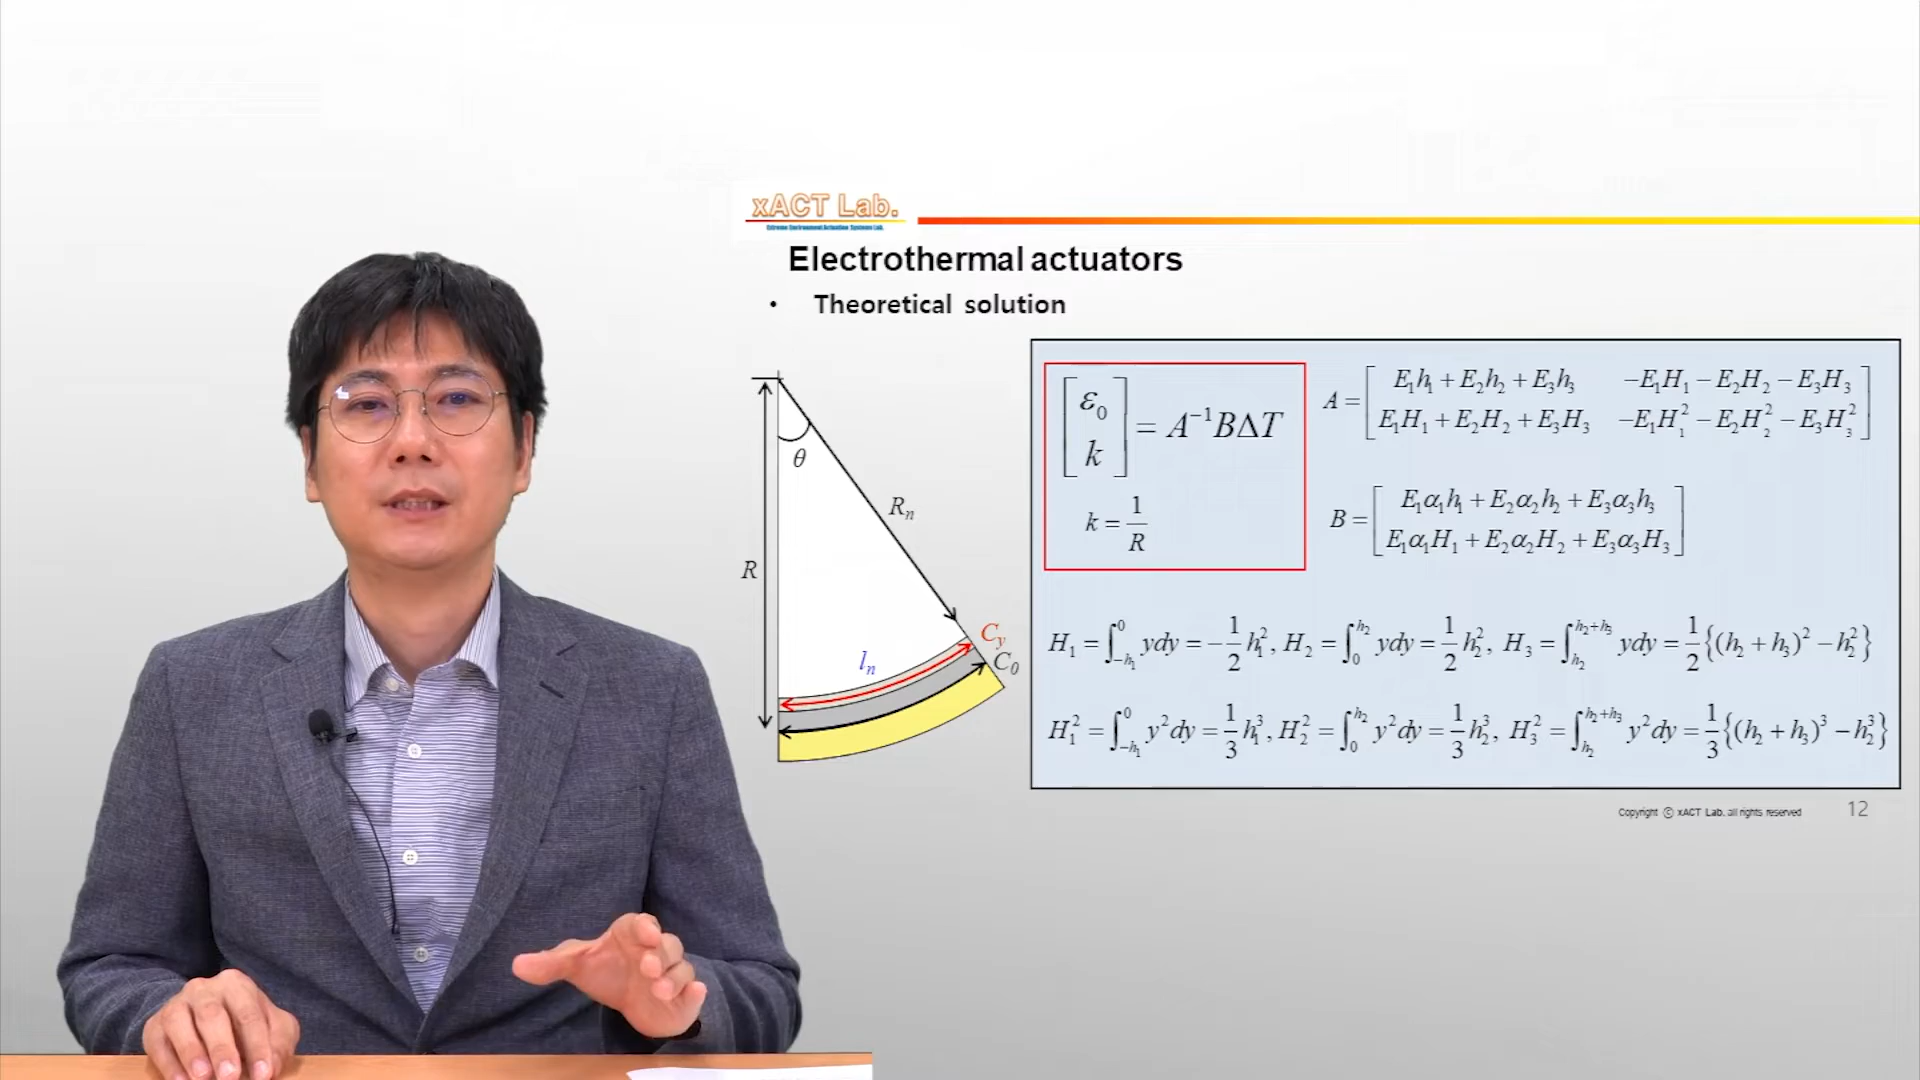 xACT Lab.
Extreme Environment Actuation Systems Lab.
Electrothermal actuators
• Theoretical solution
θ
R_n
R
l_n
C_y
C_0
[ε_0 k] = A^{-1}BΔT
k = 1/R
A = [E_1h_1 + E_2h_2 + E_3h_3   -E_1H_1 - E_2H_2 - E_3H_3
E_1H_1 + E_2H_2 + E_3H_3   -E_1H_1^2 - E_2H_2^2 - E_3H_3^2]
B = [E_1α_1h_1 + E_2α_2h_2 + E_3α_3h_3
E_1α_1H_1 + E_2α_2H_2 + E_3α_3H_3]
H_1 = ∫_{-h_1}^{0} ydy = -1/2 h_1^2, H_2 = ∫_{0}^{h_2} ydy = 1/2 h_2^2, H_3 = ∫_{h_2}^{h_2+h_3} ydy = 1/2 {(h_2 + h_3)^2 - h_2^2}
H_1^2 = ∫_{-h_1}^{0} y^2dy = 1/3 h_1^3, H_2^2 = ∫_{0}^{h_2} y^2dy = 1/3 h_2^3, H_3^2 = ∫_{h_2}^{h_2+h_3} y^2dy = 1/3 {(h_2 + h_3)^3 - h_2^3}
Copyright ⓒ xACT Lab. all rights reserved 12